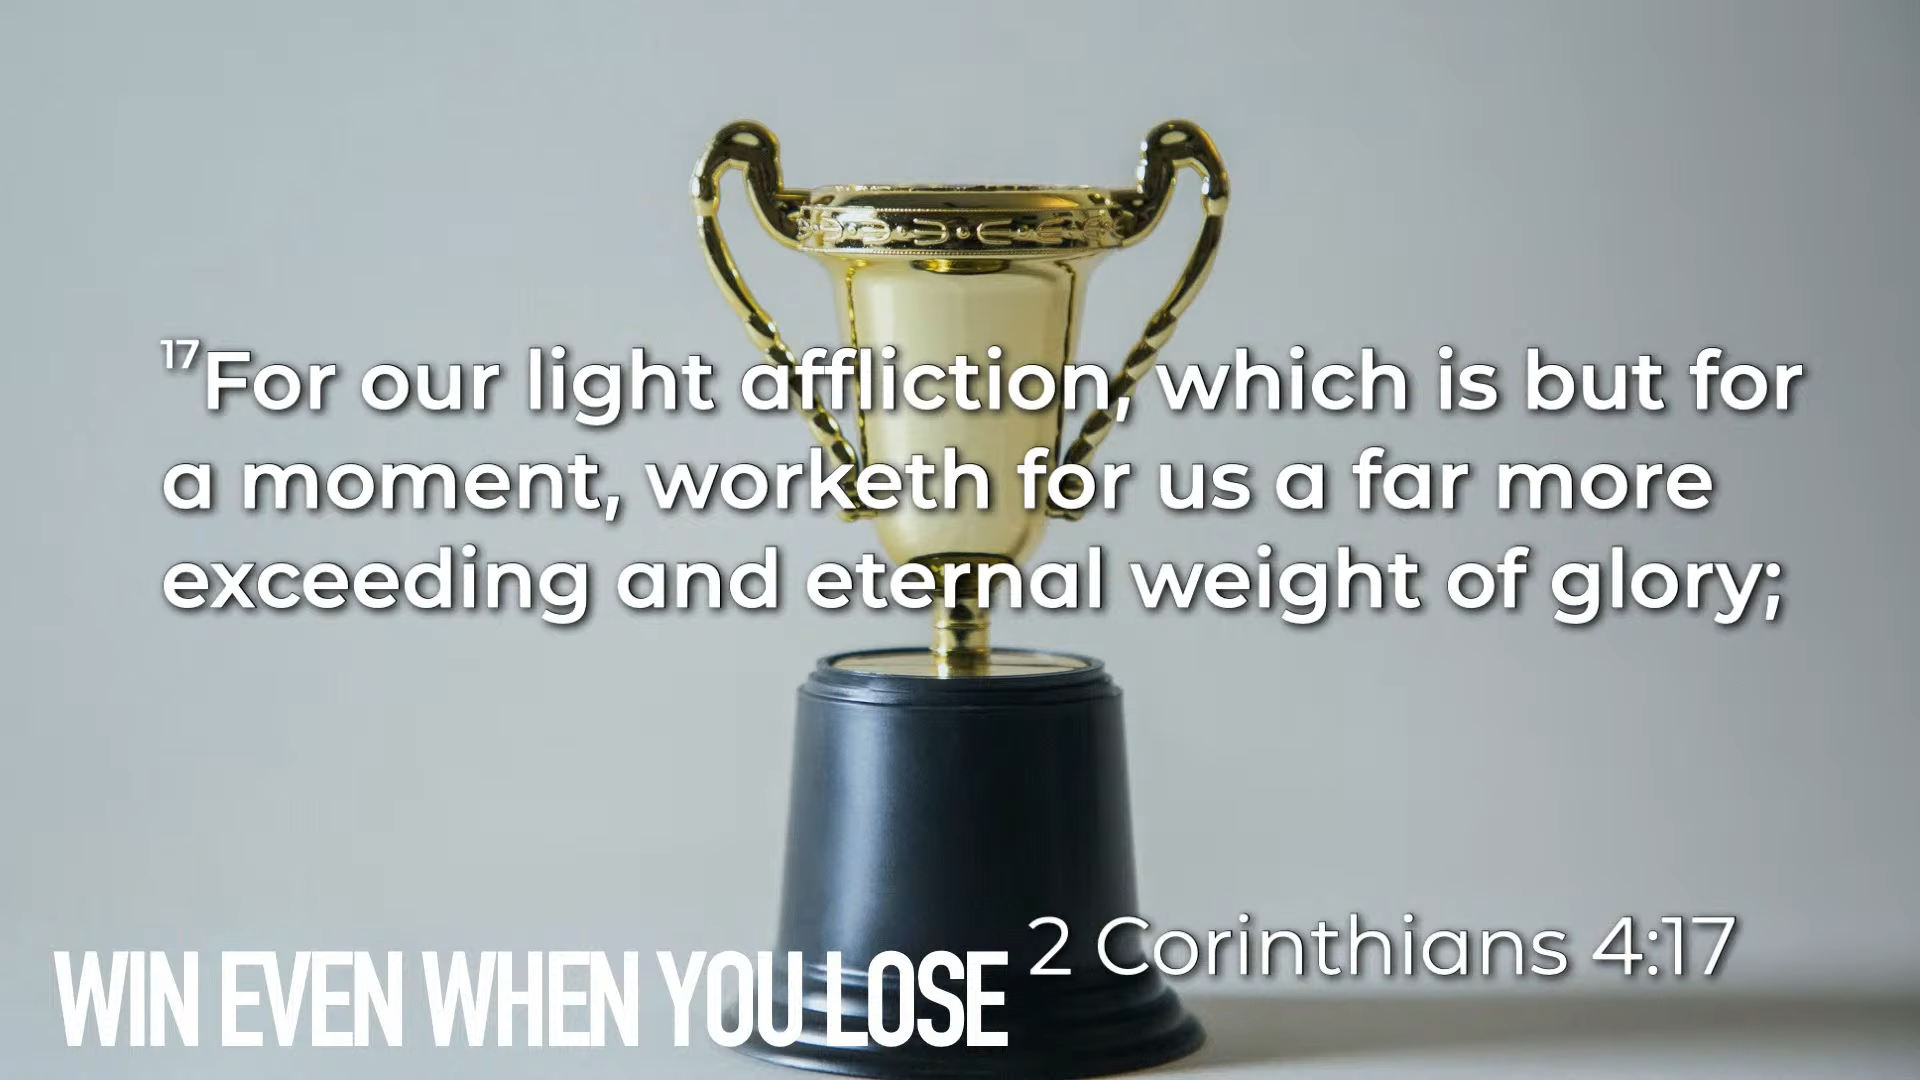 17For our light affliction, which is but for
a moment, worketh for us a far more
exceeding and eternal weight of glory;
2 Corinthians 4:17
WIN EVEN WHEN YOU LOSE